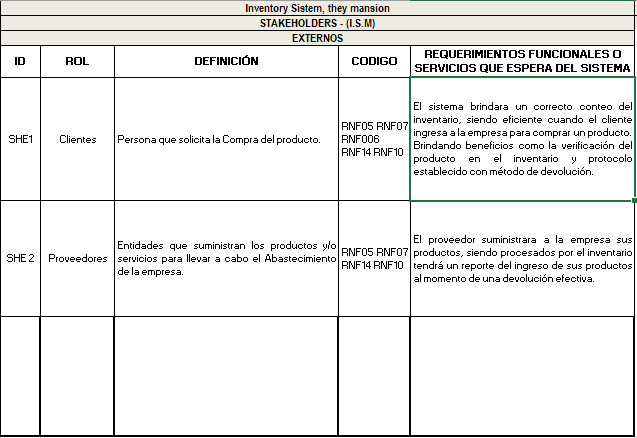 Inventory Sistem, they mansion
STAKEHOLDERS - (I.S.M)
EXTERNOS
ID
ROL
DEFINICIÓN
CODIGO
REQUERIMIENTOS FUNCIONALES O
SERVICIOS QUE ESPERA DEL SISTEMA
SHE1
Clientes
Persona que solicita la Compra del producto.
RNF05 RNF07
RNF006
RNF14 RNF10
El sistema brindara un correcto conteo del
inventario, siendo eficiente cuando el cliente
ingresa a la empresa para comprar un producto.
Brindando beneficios como la verificación del
producto en el inventario y protocolo
establecido con método de devolución.
SHE 2
Proveedores
Entidades que suministran los productos y/o
servicios para llevar a cabo el Abastecimiento
de la empresa.
RNF05 RNF07
RNF14 RNF10
El proveedor suministrara a la empresa sus
productos, siendo procesados por el inventario
tendrá un reporte del ingreso de sus productos
al momento de una devolución efectiva.